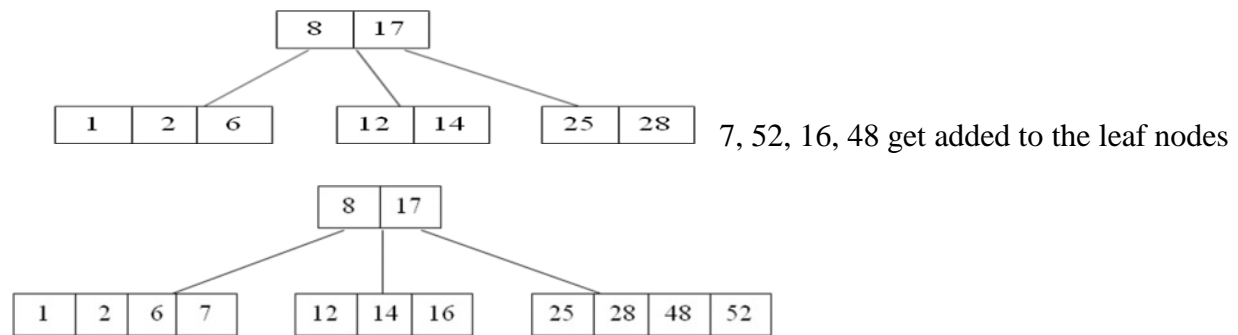 8 17
1 2 6 12 14 25 28 7, 52, 16, 48 get added to the leaf nodes
8 17
1 2 6 7 12 14 16 25 28 48 52